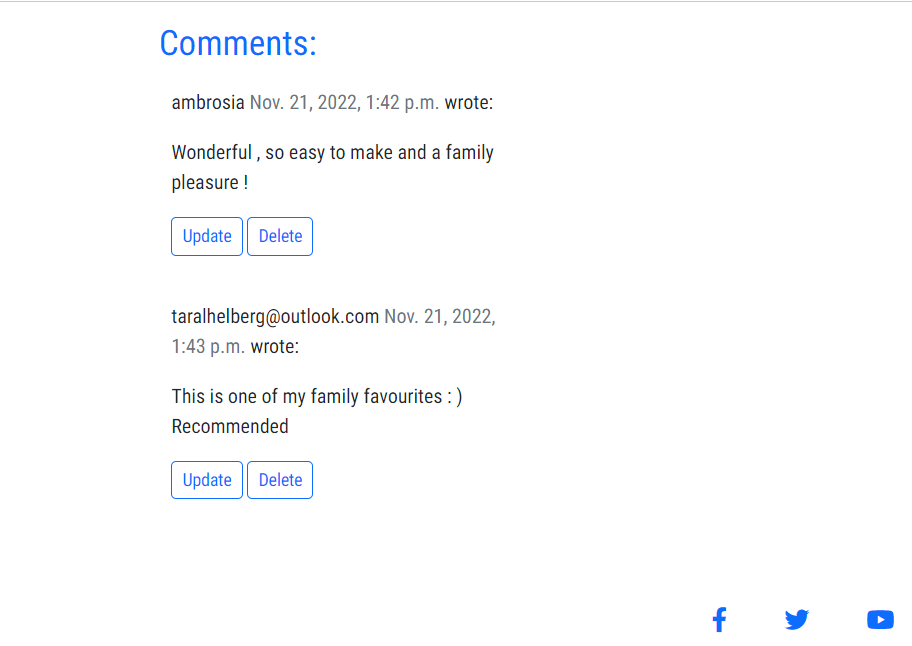 Comments:
ambrosia Nov. 21, 2022, 1:42 p.m. wrote:
Wonderful , so easy to make and a family
pleasure !
Update Delete
taralhelberg@outlook.com Nov. 21, 2022,
1:43 p.m. wrote:
This is one of my family favourites : )
Recommended
Update Delete